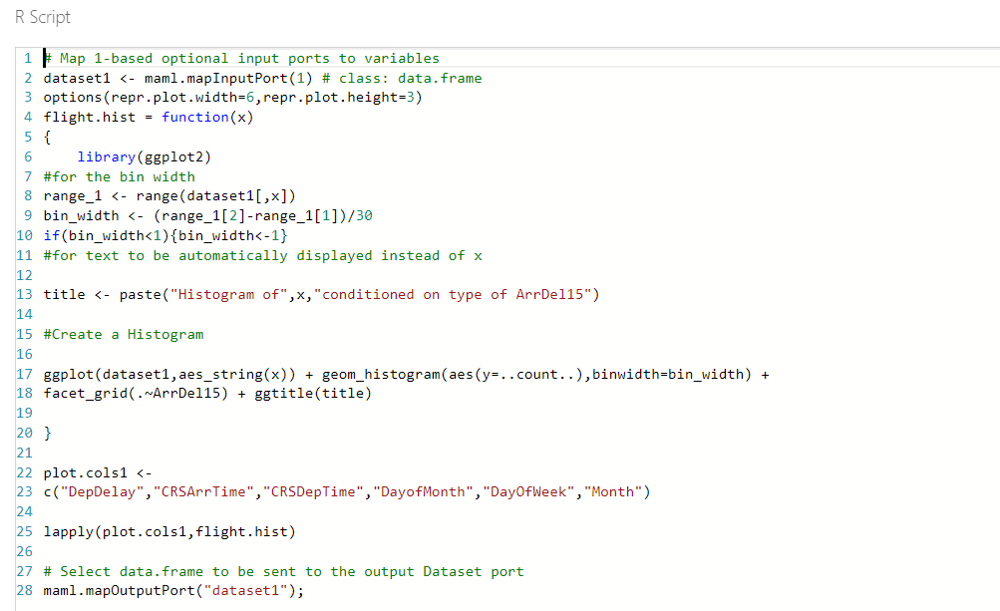 R Script
1 # Map 1-based optional input ports to variables
2 dataset1 <- maml.mapInputPort(1) # class: data.frame
3 options(repr.plot.width=6,repr.plot.height=3)
4 flight.hist = function(x)
5 {
6     library(ggplot2)
7 #for the bin width
8 range_1 <- range(dataset1[,x])
9 bin_width <- (range_1[2]-range_1[1])/30
10 if(bin_width<1){bin_width<-1}
11 #for text to be automatically displayed instead of x
12
13 title <- paste("Histogram of",x,"conditioned on type of ArrDel15")
14
15 #Create a Histogram
16
17 ggplot(dataset1,aes_string(x)) + geom_histogram(aes(y=..count..),binwidth=bin_width) +
18 facet_grid(.~ArrDel15) + ggtitle(title)
19
20 }
21
22 plot.cols1 <-
23 c("DepDelay","CRSArrTime","CRSDepTime","DayofMonth","DayOfWeek","Month")
24
25 lapply(plot.cols1,flight.hist)
26
27 # Select data.frame to be sent to the output Dataset port
28 maml.mapOutputPort("dataset1");